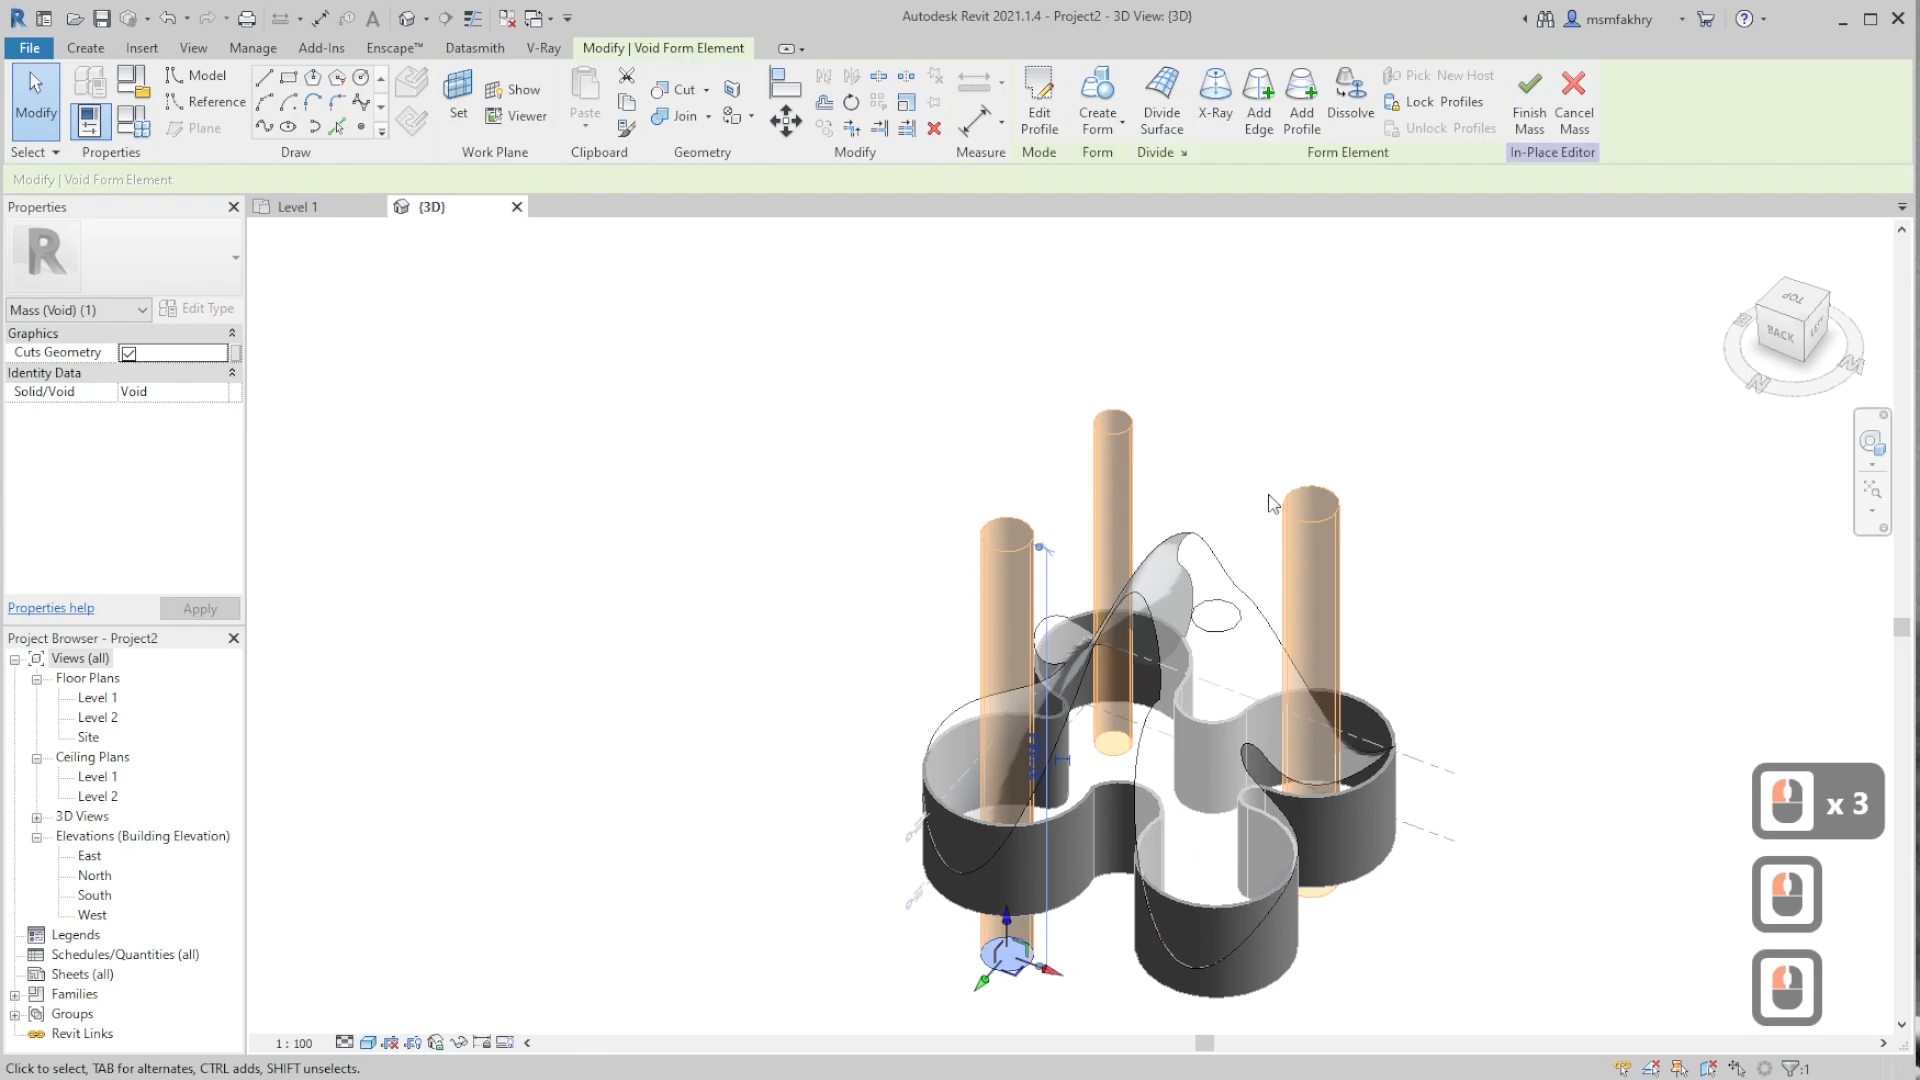 Autodesk Revit 2021.1.4 - Project2 - 3D View: {3D}
msmfakhry
File
Create
Insert
View
Manage
Add-Ins
Enscape™
Datasmith
V-Ray
Modify | Void Form Element
Modify
Model
Reference
Plane
Set
Show
Viewer
Paste
Cut
Join
Edit Profile
Create Form
Divide Surface
X-Ray
Add Edge
Add Profile
Dissolve
Pick New Host
Lock Profiles
Unlock Profiles
Finish Mass
Cancel Mass
Select
Properties
Draw
Work Plane
Clipboard
Geometry
Modify
Measure
Mode
Form
Divide
Form Element
In-Place Editor
Modify | Void Form Element
Properties
Level 1
{3D}
R
Mass (Void) (1)
Edit Type
Graphics
Cuts Geometry
Identity Data
Solid/Void
Void
Properties help
Apply
Project Browser - Project2
Views (all)
Floor Plans
Level 1
Level 2
Site
Ceiling Plans
Level 1
Level 2
3D Views
Elevations (Building Elevation)
East
North
South
West
Legends
Schedules/Quantities (all)
Sheets (all)
Families
Groups
Revit Links
TOP
BACK
x 3
1 : 100
Click to select, TAB for alternates, CTRL adds, SHIFT unselects.
:1